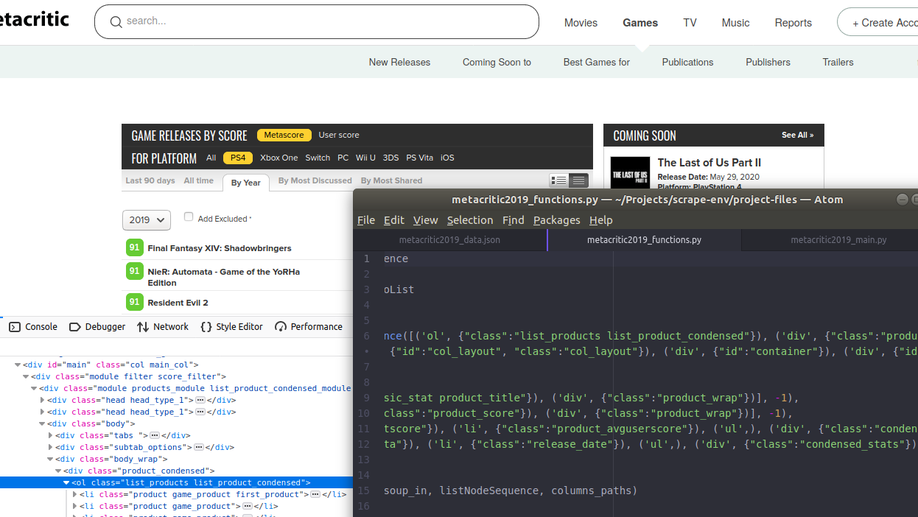 etacritic
search...
Movies Games TV Music Reports + Create Acco
New Releases Coming Soon to Best Games for Publications Publishers Trailers
GAME RELEASES BY SCORE Metascore User score
FOR PLATFORM All PS4 Xbox One Switch PC Wii U 3DS PS Vita iOS
Last 90 days All time By Year By Most Discussed By Most Shared
2019 Add Excluded
91 Final Fantasy XIV: Shadowbringers
91 NieR: Automata - Game of the YoRHa
Edition
91 Resident Evil 2
COMING SOON See All »
The Last of Us Part II
THE LAST OF US
Release Date: May 29, 2020
Platform: PlayStation 4
metacritic2019_functions.py — ~/Projects/scrape-env/project-files — Atom
File Edit View Selection Find Packages Help
metacritic2019_data.json metacritic2019_functions.py metacritic2019_main.py
1 ence
2
3 oList
4
5
6 nce([('ol', {"class":"list_products list_product_condensed"}), ('div', {"class":"produ
• {"id":"col_layout", "class":"col_layout"}), ('div', {"id":"container"}), ('div', {"id
7
8
9 sic_stat product_title"}), ('div', {"class":"product_wrap"})], -1),
10 class":"product_score"}), ('div', {"class":"product_wrap"})], -1),
11 tscore"}), ('li', {"class":"product_avguserscore"}), ('ul',), ('div', {"class":"conden
12 ta"}), ('li', {"class":"release_date"}), ('ul',), ('div', {"class":"condensed_stats"})
13
14
15 soup_in, listNodeSequence, columns_paths)
16
Console Debugger Network {} Style Editor Performance
<div id="main" class="col main_col">
<div class="module filter score_filter">
<div class="module products_module list_product_condensed_module
<div class="head head_type_1"> </div>
<div class="head head_type_1"> </div>
<div class="body">
<div class="tabs "> </div>
<div class="subtab_options"> </div>
<div class="body_wrap">
<div class="product_condensed">
<ol class="list_products list_product_condensed">
<li class="product game_product first_product"> </li>
<li class="product game_product"> </li>